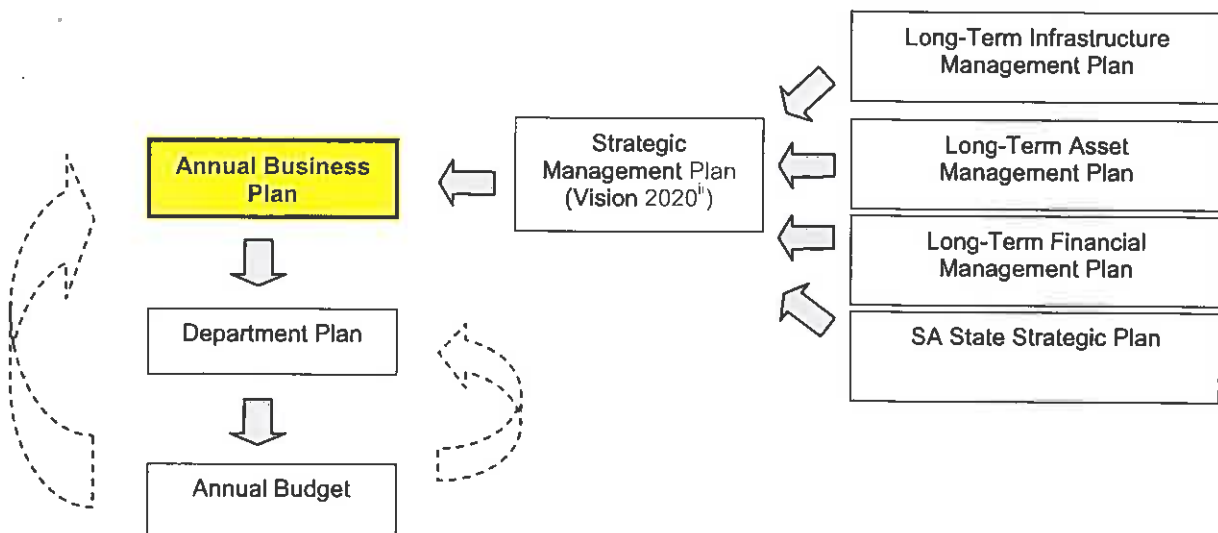 Long-Term Infrastructure
Management Plan
Annual Business
Plan
Strategic
Management Plan
(Vision 2020ii)
Long-Term Asset
Management Plan
Long-Term Financial
Management Plan
Department Plan
SA State Strategic Plan
Annual Budget